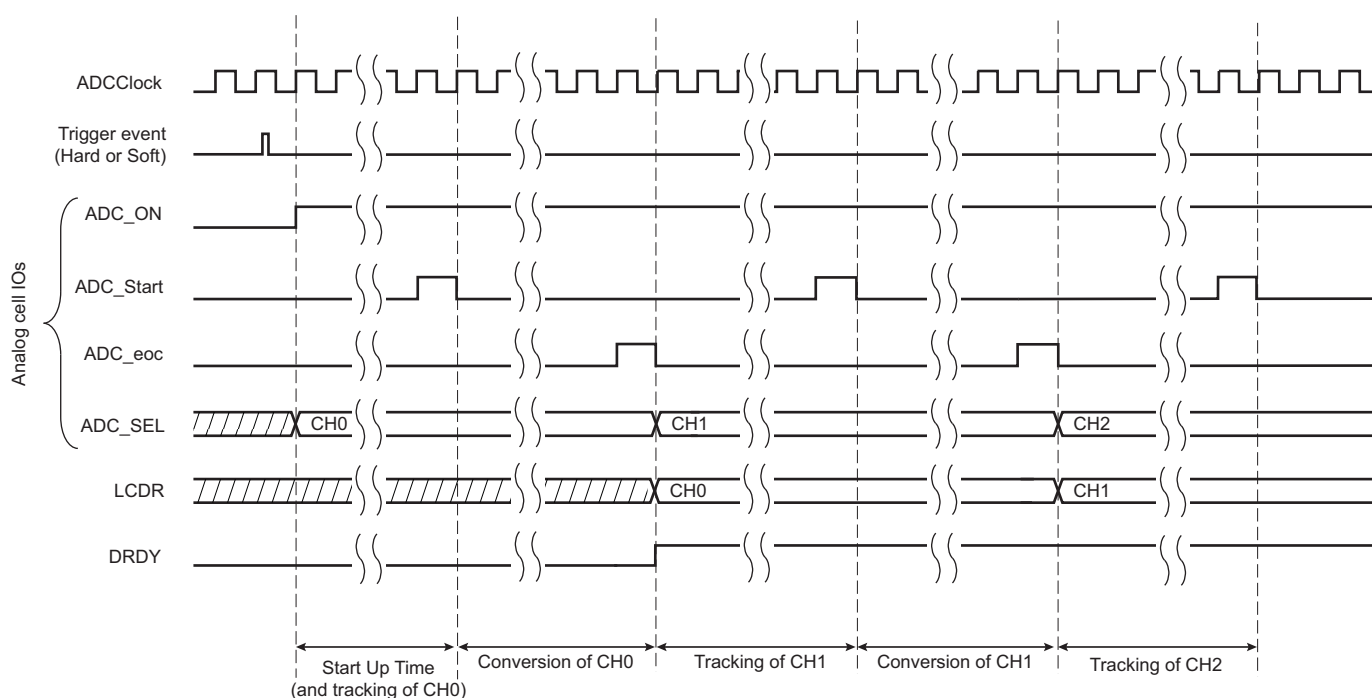 ADCClock
Trigger event
(Hard or Soft)
Analog cell IOs
ADC_ON
ADC_Start
ADC_eoc
ADC_SEL
CH0
CH1
CH2
LCDR
CH0
CH1
DRDY
Start Up Time
(and tracking of CH0)
Conversion of CH0
Tracking of CH1
Conversion of CH1
Tracking of CH2